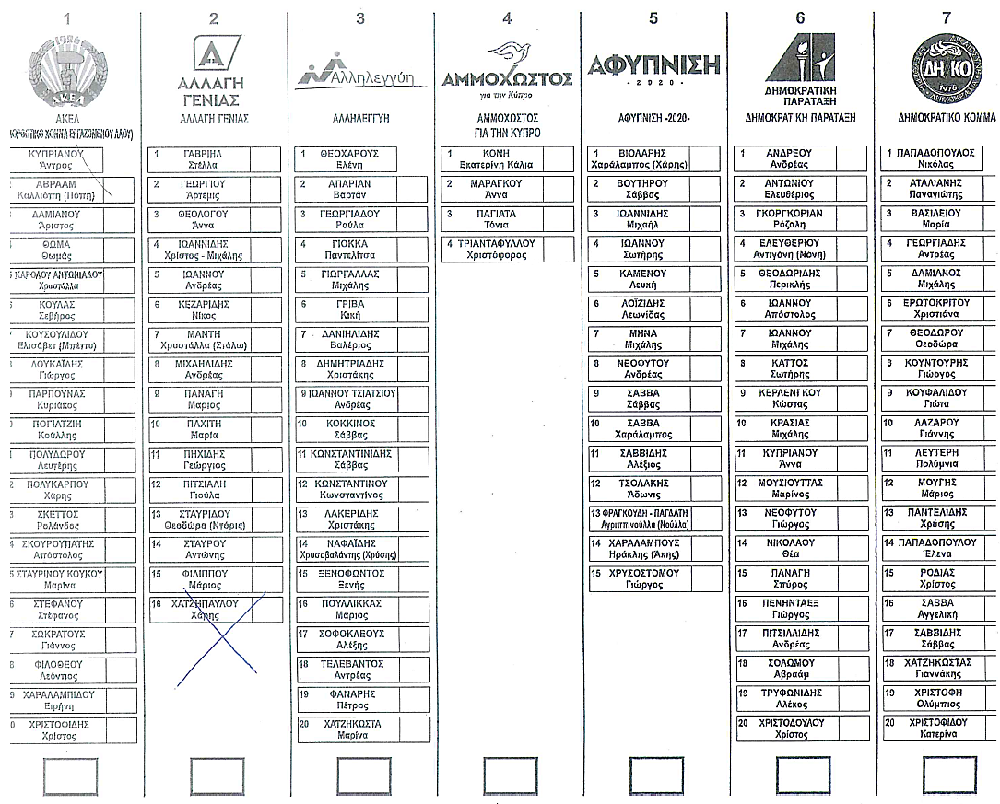 1
1926
ΑΚΕΛ
ΑΚΕΛ
ΚΥΠΡΙΑΝΟΥ
Άντρος
ΑΒΡΑΑΜ
Καλλιόπη (Πόπη)
ΔΑΜΙΑΝΟΥ
Άριστος
ΘΩΜΑ
Θωμάς
ΚΑΡΟΛΟΥ ΑΝΤΩΝΙΑΔΟΥ
Χρυστάλλα
ΚΟΥΛΑΣ
Σεβήρος
ΚΟΥΣΟΥΛΙΔΟΥ
Ελισάβετ (Μπέττυ)
ΛΟΥΚΑΪΔΗΣ
Γιώργος
ΠΑΡΠΟΥΝΑΣ
Κυριάκος
ΠΟΓΙΑΤΖΗ
Κούλλης
ΠΟΛΥΔΩΡΟΥ
Λευτέρης
ΠΟΛΥΚΑΡΠΟΥ
Χάρης
ΣΚΕΤΤΟΣ
Ρολάνδος
ΣΚΟΥΡΟΥΠΑΤΗΣ
Απόστολος
ΣΤΑΥΡΙΝΟΥ ΚΟΥΚΟΥ
Μαρίνα
ΣΤΕΦΑΝΟΥ
Στέφανος
ΣΩΚΡΑΤΟΥΣ
Γιάννος
ΦΙΛΟΘΕΟΥ
Λεόντιος
ΧΑΡΑΛΑΜΠΙΔΟΥ
Ειρήνη
ΧΡΙΣΤΟΦΙΔΗΣ
Χρίστος
2
ΑΛΛΑΓΗ
ΓΕΝΙΑΣ
ΑΛΛΑΓΗ ΓΕΝΙΑΣ
1 ΓΑΒΡΙΗΛ
Στέλλα
2 ΓΕΩΡΓΙΟΥ
Άρτεμις
3 ΘΕΟΛΟΓΟΥ
Άννα
4 ΙΩΑΝΝΙΔΗΣ
Χρίστος - Μιχάλης
5 ΙΩΑΝΝΟΥ
Ανδρέας
6 ΚΕΖΑΡΙΔΗΣ
Νίκος
7 ΜΑΝΤΗ
Χρυστάλλα (Στάλω)
8 ΜΙΧΑΗΛΙΔΗΣ
Ανδρέας
9 ΠΑΝΑΓΗ
Μάριος
10 ΠΑΧΙΤΗ
Μαρία
11 ΠΗΧΙΔΗΣ
Γεώργιος
12 ΠΙΤΣΙΑΛΗ
Γιούλα
13 ΣΤΑΥΡΙΔΟΥ
Θεοδώρα (Ντόρις)
14 ΣΤΑΥΡΟΥ
Αντώνης
15 ΦΙΛΙΠΠΟΥ
Μάριος
16 ΧΑΤΖΗΠΑΥΛΟΥ
Χάρης
3
Αλληλεγγύη
ΑΛΛΗΛΕΓΓΥΗ
1 ΘΕΟΧΑΡΟΥΣ
Ελένη
2 ΑΠΑΡΙΑΝ
Βαρτάν
3 ΓΕΩΡΓΙΑΔΟΥ
Ρούλα
4 ΓΙΟΚΚΑ
Παντελίτσα
5 ΓΙΩΡΓΑΛΛΑΣ
Μιχάλης
6 ΓΡΙΒΑ
Κική
7 ΔΑΝΙΗΛΙΔΗΣ
Βαλέριος
8 ΔΗΜΗΤΡΙΑΔΗΣ
Χριστάκης
9 ΙΩΑΝΝΟΥ ΤΣΙΑΤΣΙΟΥ
Ανδρέας
10 ΚΟΚΚΙΝΟΣ
Σάββας
11 ΚΩΝΣΤΑΝΤΙΝΙΔΗΣ
Σάββας
12 ΚΩΝΣΤΑΝΤΙΝΟΥ
Κωνσταντίνος
13 ΛΑΚΕΡΙΔΗΣ
Χριστάκης
14 ΝΑΦΑΪΔΗΣ
Χρυσοβαλάντης (Χρύσης)
15 ΞΕΝΟΦΩΝΤΟΣ
Ξενής
16 ΠΟΥΛΛΙΚΚΑΣ
Μάριος
17 ΣΟΦΟΚΛΕΟΥΣ
Αλέξης
18 ΤΕΛΕΒΑΝΤΟΣ
Αντρέας
19 ΦΑΝΑΡΗΣ
Πέτρος
20 ΧΑΤΖΗΚΩΣΤΑ
Μαρίνα
4
ΑΜΜΟΧΩΣΤΟΣ
για την Κύπρο
ΑΜΜΟΧΩΣΤΟΣ
ΓΙΑ ΤΗΝ ΚΥΠΡΟ
1 ΚΟΝΗ
Εκατερίνη Κάλια
2 ΜΑΡΑΓΚΟΥ
Άννα
3 ΠΑΓΙΑΤΑ
Τόνια
4 ΤΡΙΑΝΤΑΦΥΛΛΟΥ
Χριστόφορος
5
ΑΦΥΠΝΙΣΗ
- 2 0 2 0 -
ΑΦΥΠΝΙΣΗ -2020-
1 ΒΙΟΛΑΡΗΣ
Χαράλαμπος (Χάρης)
2 ΒΟΥΤΗΡΟΥ
Σάββας
3 ΙΩΑΝΝΙΔΗΣ
Μιχαήλ
4 ΙΩΑΝΝΟΥ
Σωτήρης
5 ΚΑΜΕΝΟΥ
Λευκή
6 ΛΟΪΖΙΔΗΣ
Λεωνίδας
7 ΜΗΝΑ
Μιχάλης
8 ΝΕΟΦΥΤΟΥ
Ανδρέας
9 ΣΑΒΒΑ
Σάββας
10 ΣΑΒΒΑ
Χαράλαμπος
11 ΣΑΒΒΙΔΗΣ
Αλέξιος
12 ΤΣΟΛΑΚΗΣ
Άδωνις
13 ΦΡΑΓΚΟΥΔΗ - ΠΑΓΔΑΤΗ
Αγριππινούλλα (Νούλλα)
14 ΧΑΡΑΛΑΜΠΟΥΣ
Ηρακλής (Άκης)
15 ΧΡΥΣΟΣΤΟΜΟΥ
Γιώργος
6
ΔΗΜΟΚΡΑΤΙΚΗ
ΠΑΡΑΤΑΞΗ
ΔΗΜΟΚΡΑΤΙΚΗ ΠΑΡΑΤΑΞΗ
1 ΑΝΔΡΕΟΥ
Ανδρέας
2 ΑΝΤΩΝΙΟΥ
Ελευθέριος
3 ΓΚΟΡΓΚΟΡΙΑΝ
Ρόζαλη
4 ΕΛΕΥΘΕΡΙΟΥ
Αντιγόνη (Νόνη)
5 ΘΕΟΔΩΡΙΔΗΣ
Περικλής
6 ΙΩΑΝΝΟΥ
Απόστολος
7 ΙΩΑΝΝΟΥ
Μιχάλης
8 ΚΑΤΤΟΣ
Σωτήρης
9 ΚΕΡΛΕΝΓΚΟΥ
Κώστας
10 ΚΡΑΣΙΑΣ
Μιχάλης
11 ΚΥΠΡΙΑΝΟΥ
Άννα
12 ΜΟΥΣΙΟΥΤΤΑΣ
Μαρίνος
13 ΝΕΟΦΥΤΟΥ
Γιώργος
14 ΝΙΚΟΛΑΟΥ
Θέα
15 ΠΑΝΑΓΗ
Σπύρος
16 ΠΕΝΗΝΤΑΕΞ
Γιώργος
17 ΠΙΤΣΙΛΛΙΔΗΣ
Ανδρέας
18 ΣΟΛΩΜΟΥ
Αβραάμ
19 ΤΡΥΦΩΝΙΔΗΣ
Αλέκος
20 ΧΡΙΣΤΟΔΟΥΛΟΥ
Χρίστος
7
ΔΗΚΟ
1976
ΔΗΜΟΚΡΑΤΙΚΟ ΚΟΜΜΑ
1 ΠΑΠΑΔΟΠΟΥΛΟΣ
Νικόλας
2 ΑΤΑΛΙΑΝΗΣ
Παναγιώτης
3 ΒΑΣΙΛΕΙΟΥ
Μαρία
4 ΓΕΩΡΓΙΑΔΗΣ
Αντρέας
5 ΔΑΜΙΑΝΟΣ
Μιχάλης
6 ΕΡΩΤΟΚΡΙΤΟΥ
Χριστιάνα
7 ΘΕΟΔΩΡΟΥ
Θεοδώρα
8 ΚΟΥΝΤΟΥΡΗΣ
Γιώργος
9 ΚΟΥΦΑΛΙΔΟΥ
Γιώτα
10 ΛΑΖΑΡΟΥ
Γιάννης
11 ΛΕΥΤΕΡΗ
Πολύμνια
12 ΜΟΥΓΗΣ
Μάριος
13 ΠΑΝΤΕΛΙΔΗΣ
Χρύσης
14 ΠΑΠΑΔΟΠΟΥΛΟΥ
Έλενα
15 ΡΟΔΙΑΣ
Χρίστος
16 ΣΑΒΒΑ
Αγγελική
17 ΣΑΒΒΙΔΗΣ
Σάββας
18 ΧΑΤΖΗΚΩΣΤΑΣ
Γιαννάκης
19 ΧΡΙΣΤΟΦΗ
Ολύμπιος
20 ΧΡΙΣΤΟΦΙΔΟΥ
Κατερίνα